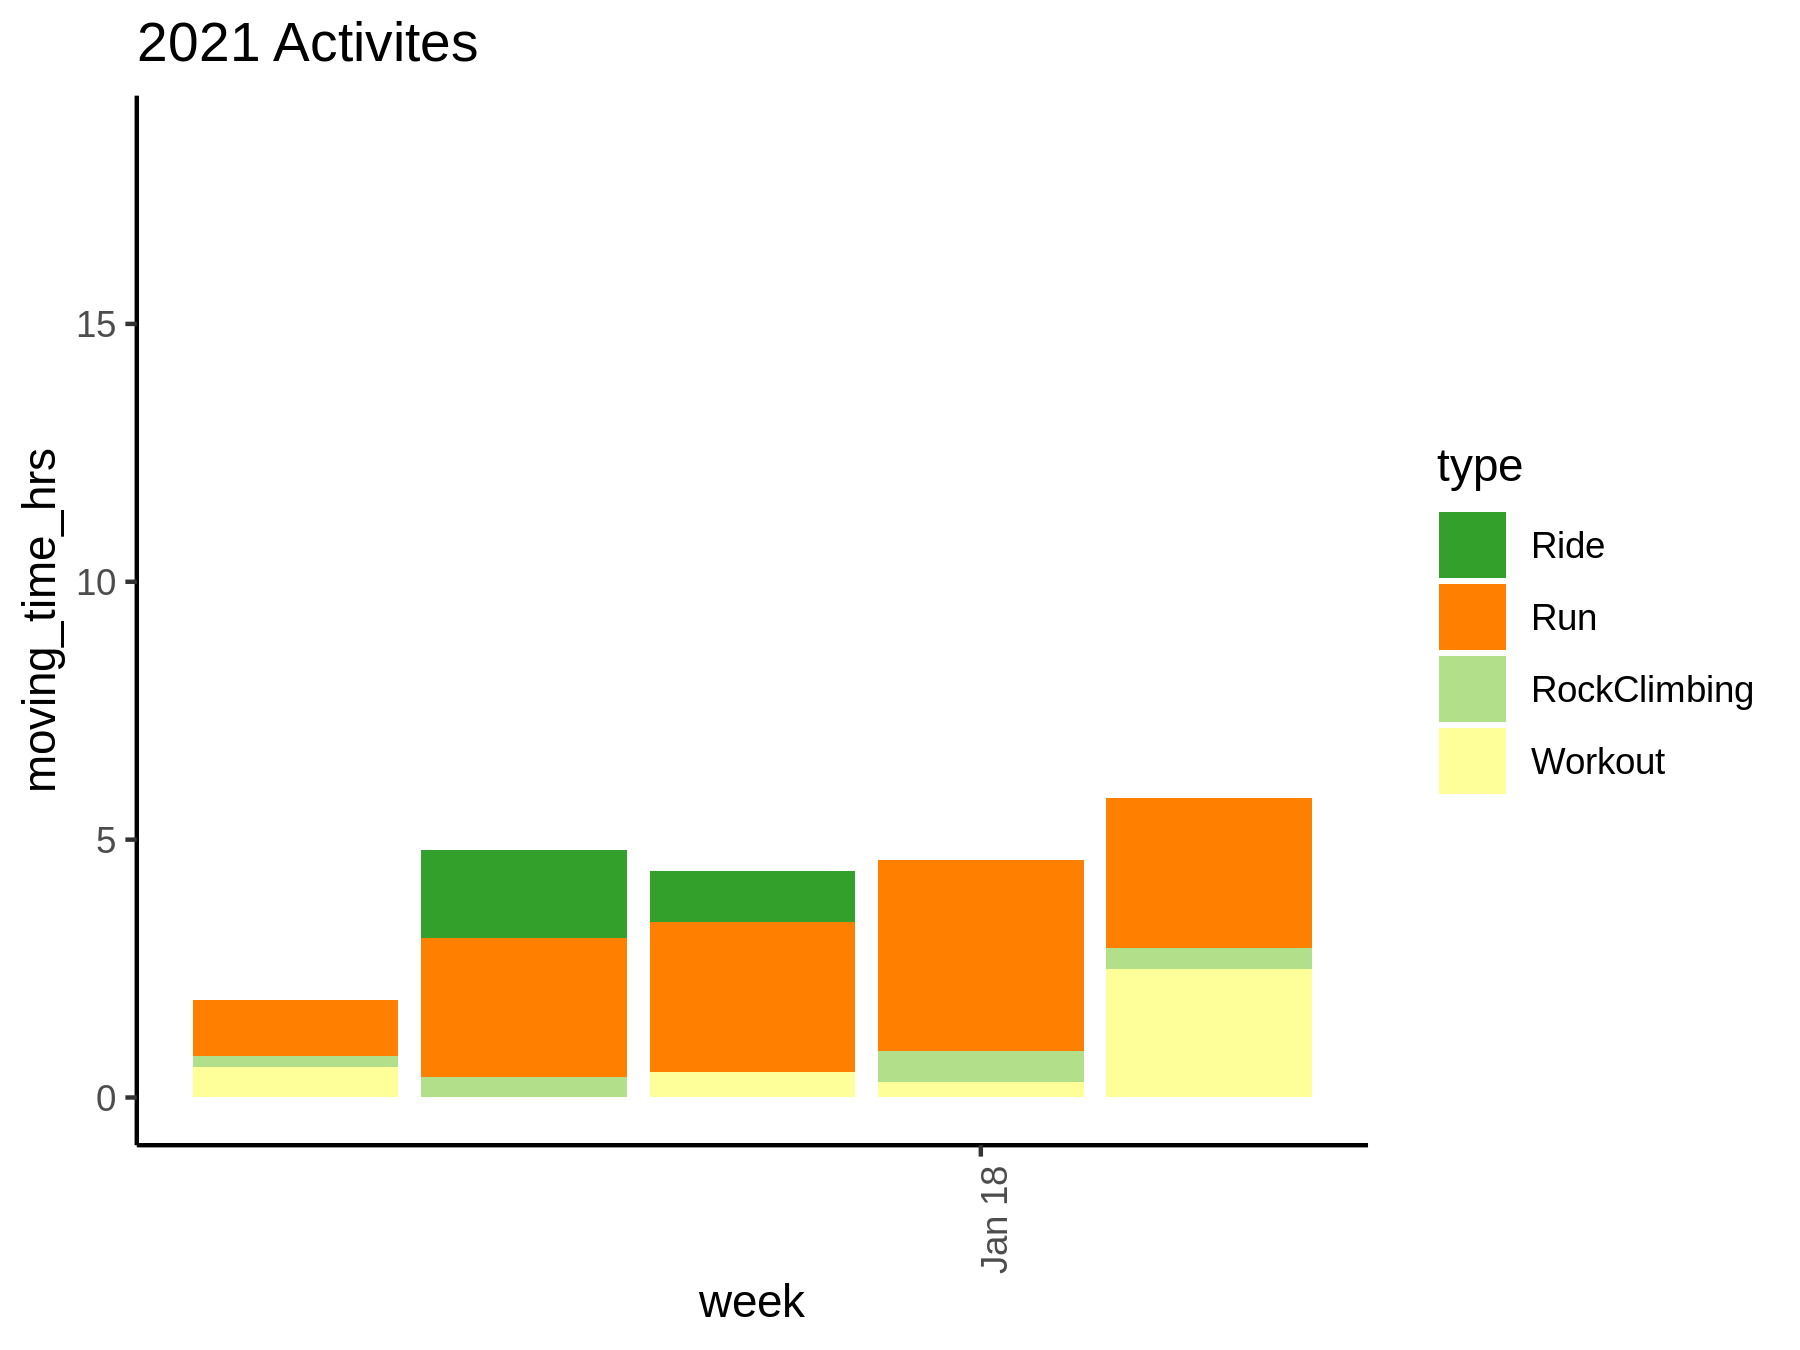 2021 Activites
moving_time_hrs
15
10
5
0
Jan 18
week
type
Ride
Run
RockClimbing
Workout